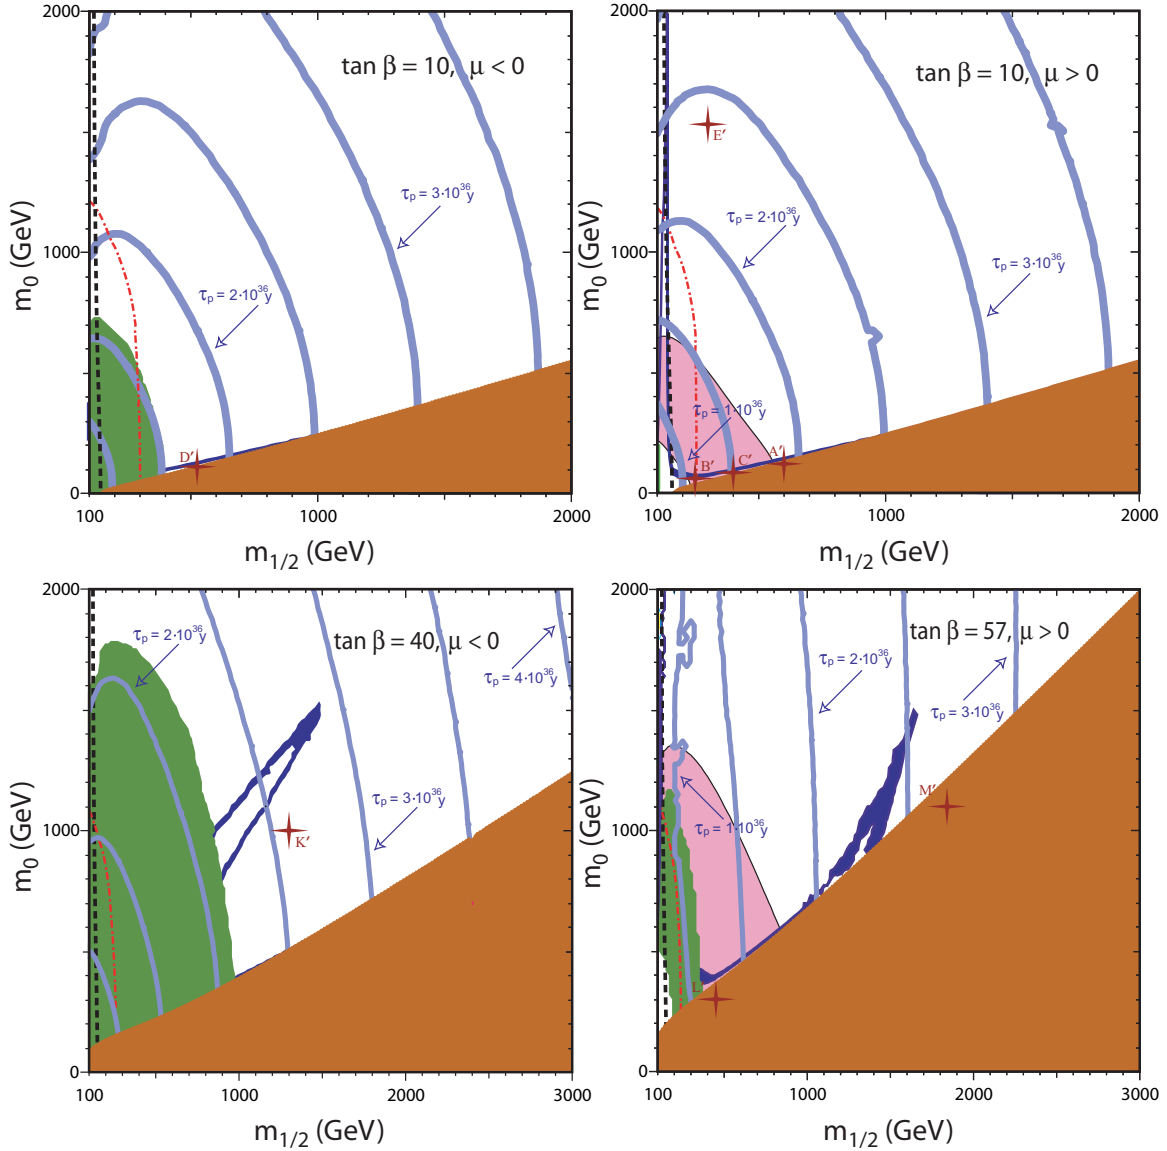 2000
tan β = 10, μ < 0
τp = 3·10^36 y
1000
τp = 2·10^36 y
D′
0
100
1000
2000
m1/2 (GeV)
m0 (GeV)
2000
tan β = 10, μ > 0
E′
τp = 2·10^36 y
1000
τp = 3·10^36 y
τp = 1·10^36 y
B′
C′
A′
0
100
1000
2000
m1/2 (GeV)
m0 (GeV)
2000
τp = 2·10^36 y
tan β = 40, μ < 0
τp = 4·10^36 y
τp = 3·10^36 y
1000
K′
0
100
1000
2000
3000
m1/2 (GeV)
m0 (GeV)
2000
tan β = 57, μ > 0
τp = 2·10^36 y
τp = 3·10^36 y
M′
τp = 1·10^36 y
1000
L′
0
100
1000
2000
3000
m1/2 (GeV)
m0 (GeV)